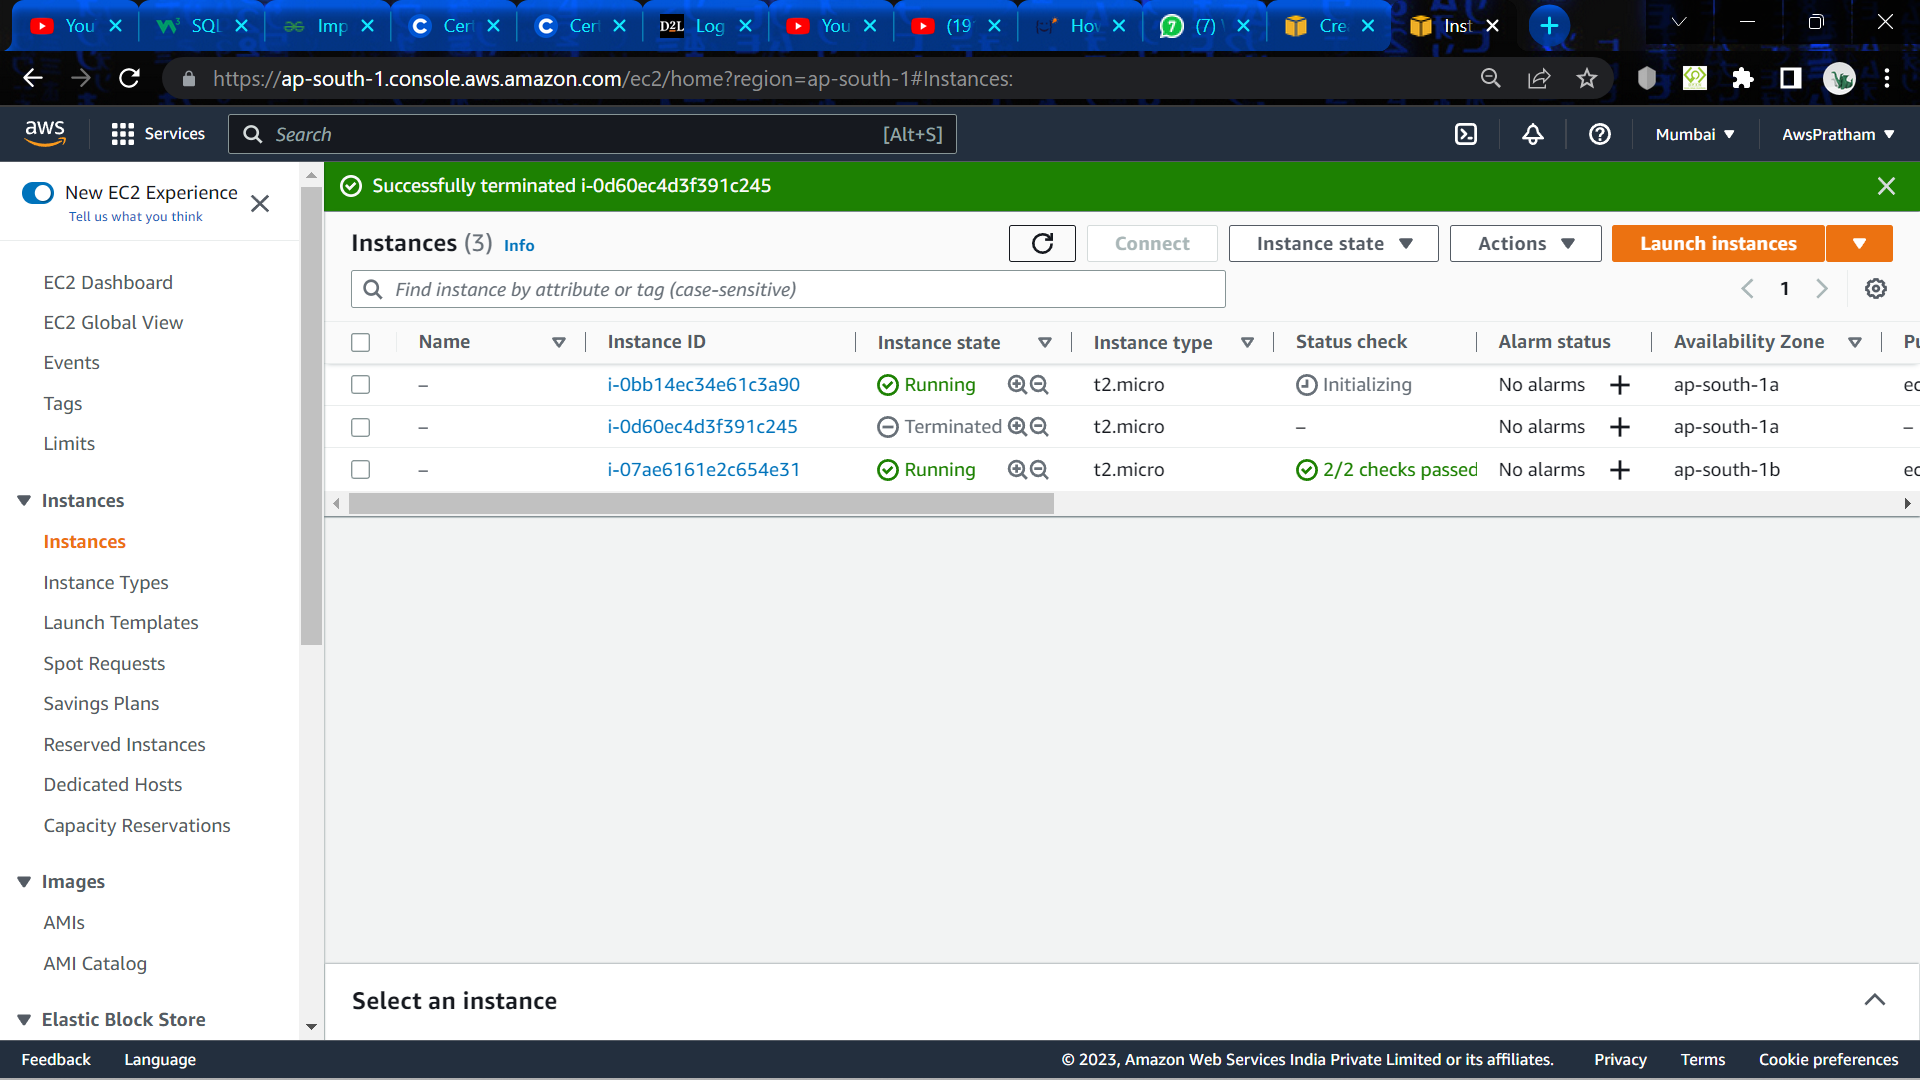 You
SQL
Imp
Cert
Cert
D2L Log
You
(19
How
7 (7)
Cre
Inst
https://ap-south-1.console.aws.amazon.com/ec2/home?region=ap-south-1#Instances:
aws
Services
Search
[Alt+S]
Mumbai
AwsPratham
New EC2 Experience
Tell us what you think
EC2 Dashboard
EC2 Global View
Events
Tags
Limits
Instances
Instances
Instance Types
Launch Templates
Spot Requests
Savings Plans
Reserved Instances
Dedicated Hosts
Capacity Reservations
Images
AMIs
AMI Catalog
Elastic Block Store
Successfully terminated i-0d60ec4d3f391c245
Instances (3) Info
Connect
Instance state
Actions
Launch instances
Find instance by attribute or tag (case-sensitive)
1
Name Instance ID Instance state Instance type Status check Alarm status Availability Zone Pu
– i-0bb14ec34e61c3a90 Running t2.micro Initializing No alarms + ap-south-1a ec
– i-0d60ec4d3f391c245 Terminated t2.micro – No alarms + ap-south-1a –
– i-07ae6161e2c654e31 Running t2.micro 2/2 checks passed No alarms + ap-south-1b ec
Select an instance
Feedback Language © 2023, Amazon Web Services India Private Limited or its affiliates. Privacy Terms Cookie preferences